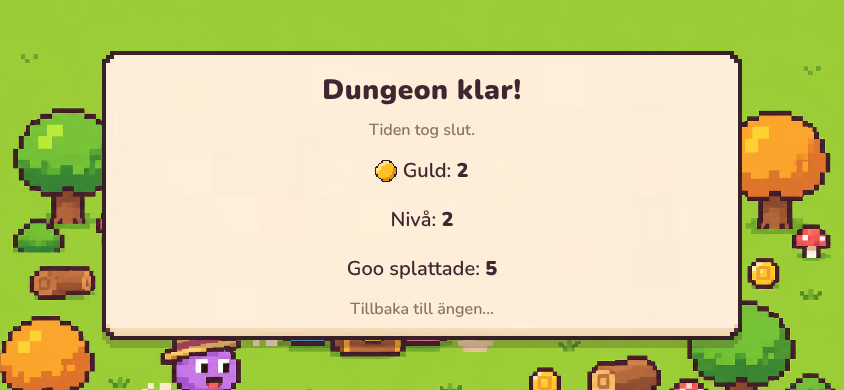 Dungeon klar!
Tiden tog slut.
Guld: 2
Nivå: 2
Goo splattade: 5
Tillbaka till ängen...